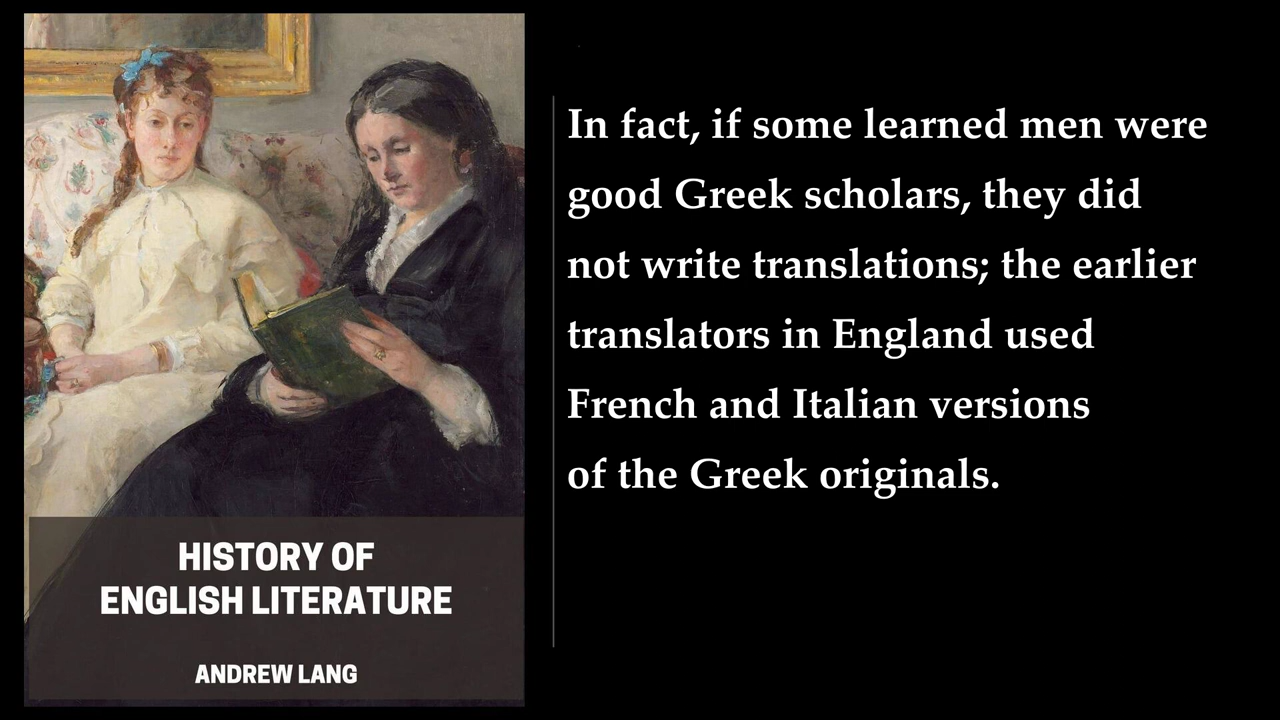 In fact, if some learned men were
good Greek scholars, they did
not write translations; the earlier
translators in England used
French and Italian versions
of the Greek originals.
HISTORY OF
ENGLISH LITERATURE
ANDREW LANG